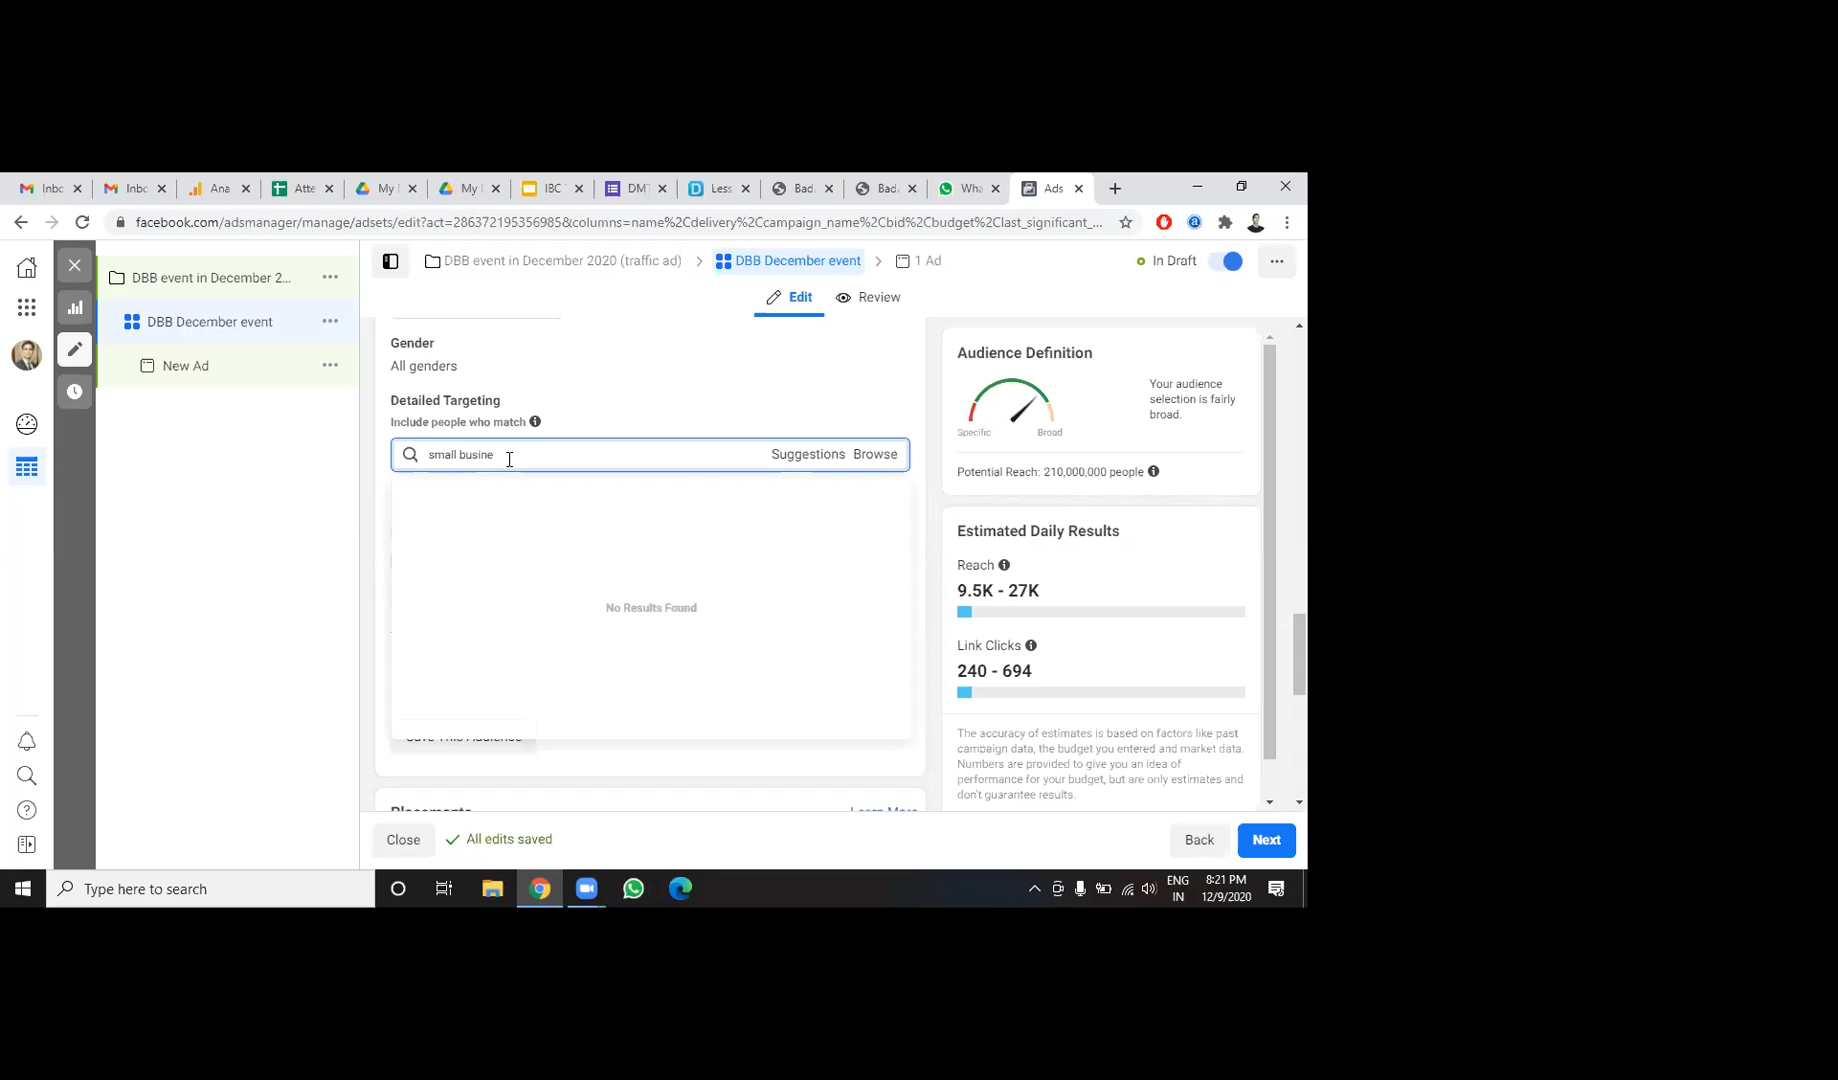 Inbc
Inbc
Ana
Atte
My I
My I
IBC
DMT
Less
Bad
Bad
Wha
Ads
facebook.com/adsmanager/manage/adsets/edit?act=286372195356985&columns=name%2Cdelivery%2Ccampaign_name%2Cbid%2Cbudget%2Clast_significant_...
DBB event in December 2...
DBB December event
New Ad
DBB event in December 2020 (traffic ad) > DBB December event > 1 Ad
In Draft
Edit
Review
Gender
All genders
Detailed Targeting
Include people who match
small busine
Suggestions Browse
No Results Found
Save This Audience
Placements
Learn More
Audience Definition
Specific
Broad
Your audience
selection is fairly
broad.
Potential Reach: 210,000,000 people
Estimated Daily Results
Reach
9.5K - 27K
Link Clicks
240 - 694
The accuracy of estimates is based on factors like past
campaign data, the budget you entered and market data.
Numbers are provided to give you an idea of
performance for your budget, but are only estimates and
don't guarantee results.
Close
All edits saved
Back
Next
Type here to search
ENG
IN
8:21 PM
12/9/2020